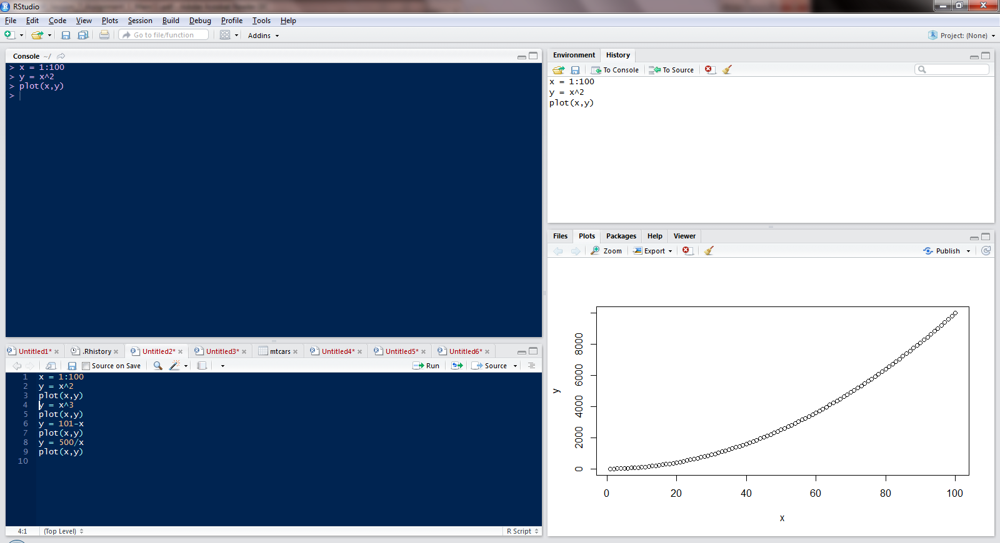 RStudio
File Edit Code View Plots Session Build Debug Profile Tools Help
Go to file/function Addins Project: (None)
Console ~/
> x = 1:100
> y = x^2
> plot(x,y)
>
Untitled1* .Rhistory Untitled2* Untitled3* mtcars Untitled4* Untitled5* Untitled6*
Source on Save Run Source
1 x = 1:100
2 y = x^2
3 plot(x,y)
4 y = x^3
5 plot(x,y)
6 y = 101-x
7 plot(x,y)
8 y = 500/x
9 plot(x,y)
10
4:1 (Top Level) R Script
Environment History
To Console To Source
x = 1:100
y = x^2
plot(x,y)
Files Plots Packages Help Viewer
Zoom Export Publish
8000
6000
4000
2000
0
y
0 20 40 60 80 100
x